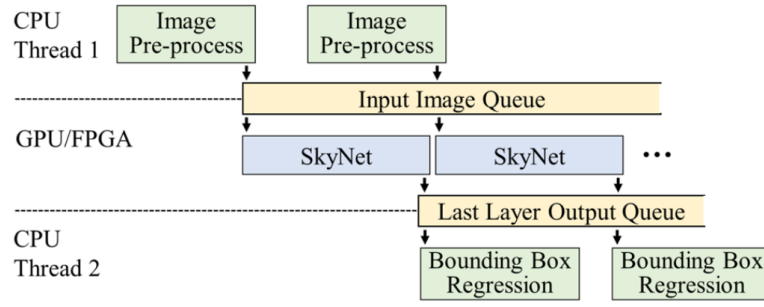 CPU
Thread 1
Image
Pre-process
Image
Pre-process
Input Image Queue
GPU/FPGA
SkyNet
SkyNet
...
Last Layer Output Queue
CPU
Thread 2
Bounding Box
Regression
Bounding Box
Regression